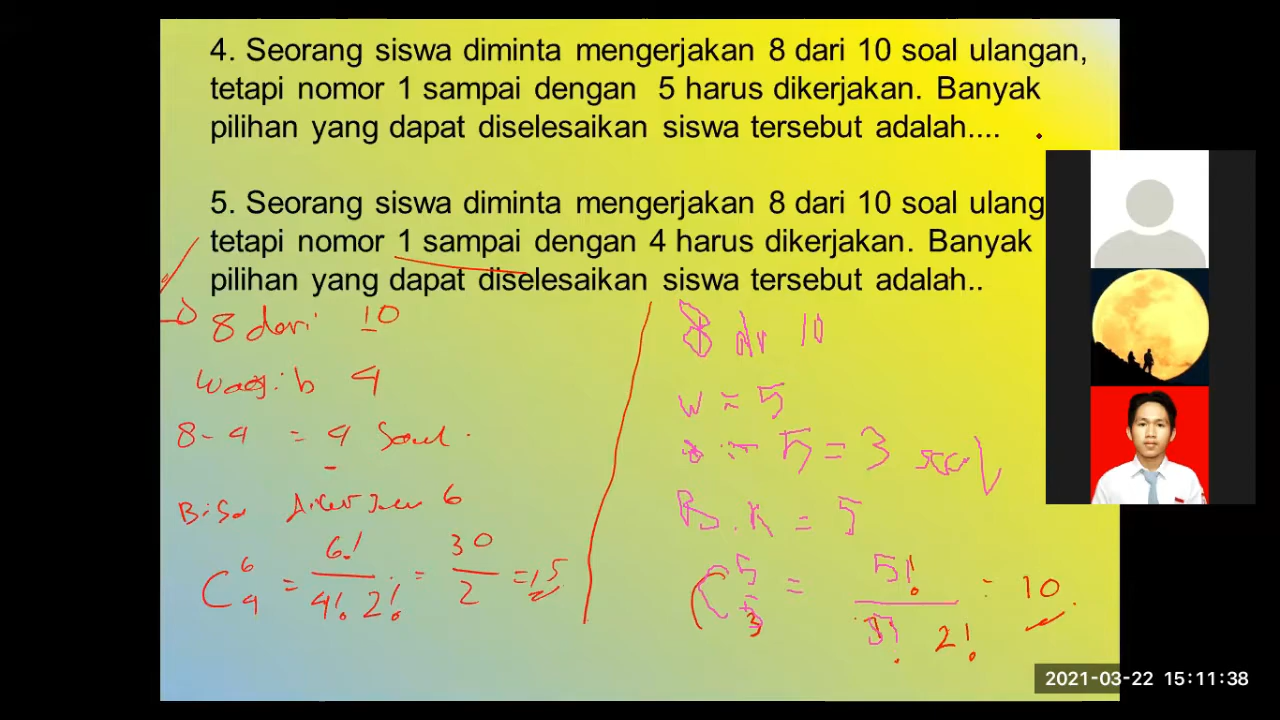 4. Seorang siswa diminta mengerjakan 8 dari 10 soal ulangan,
tetapi nomor 1 sampai dengan 5 harus dikerjakan. Banyak
pilihan yang dapat diselesaikan siswa tersebut adalah....
5. Seorang siswa diminta mengerjakan 8 dari 10 soal ulang
tetapi nomor 1 sampai dengan 4 harus dikerjakan. Banyak
pilihan yang dapat diselesaikan siswa tersebut adalah..
8 dari 10
wajib 4
8 - 4 = 4 Soal.
Bisa 6
C 6 4 = 6! / 4! 2! = 30 / 2 = 15
8 dr 10
W = 5
- 5 = 3 soal
B.K = 5
C 5 3 = 5! / 3! 2! = 10
2021-03-22 15:11:38